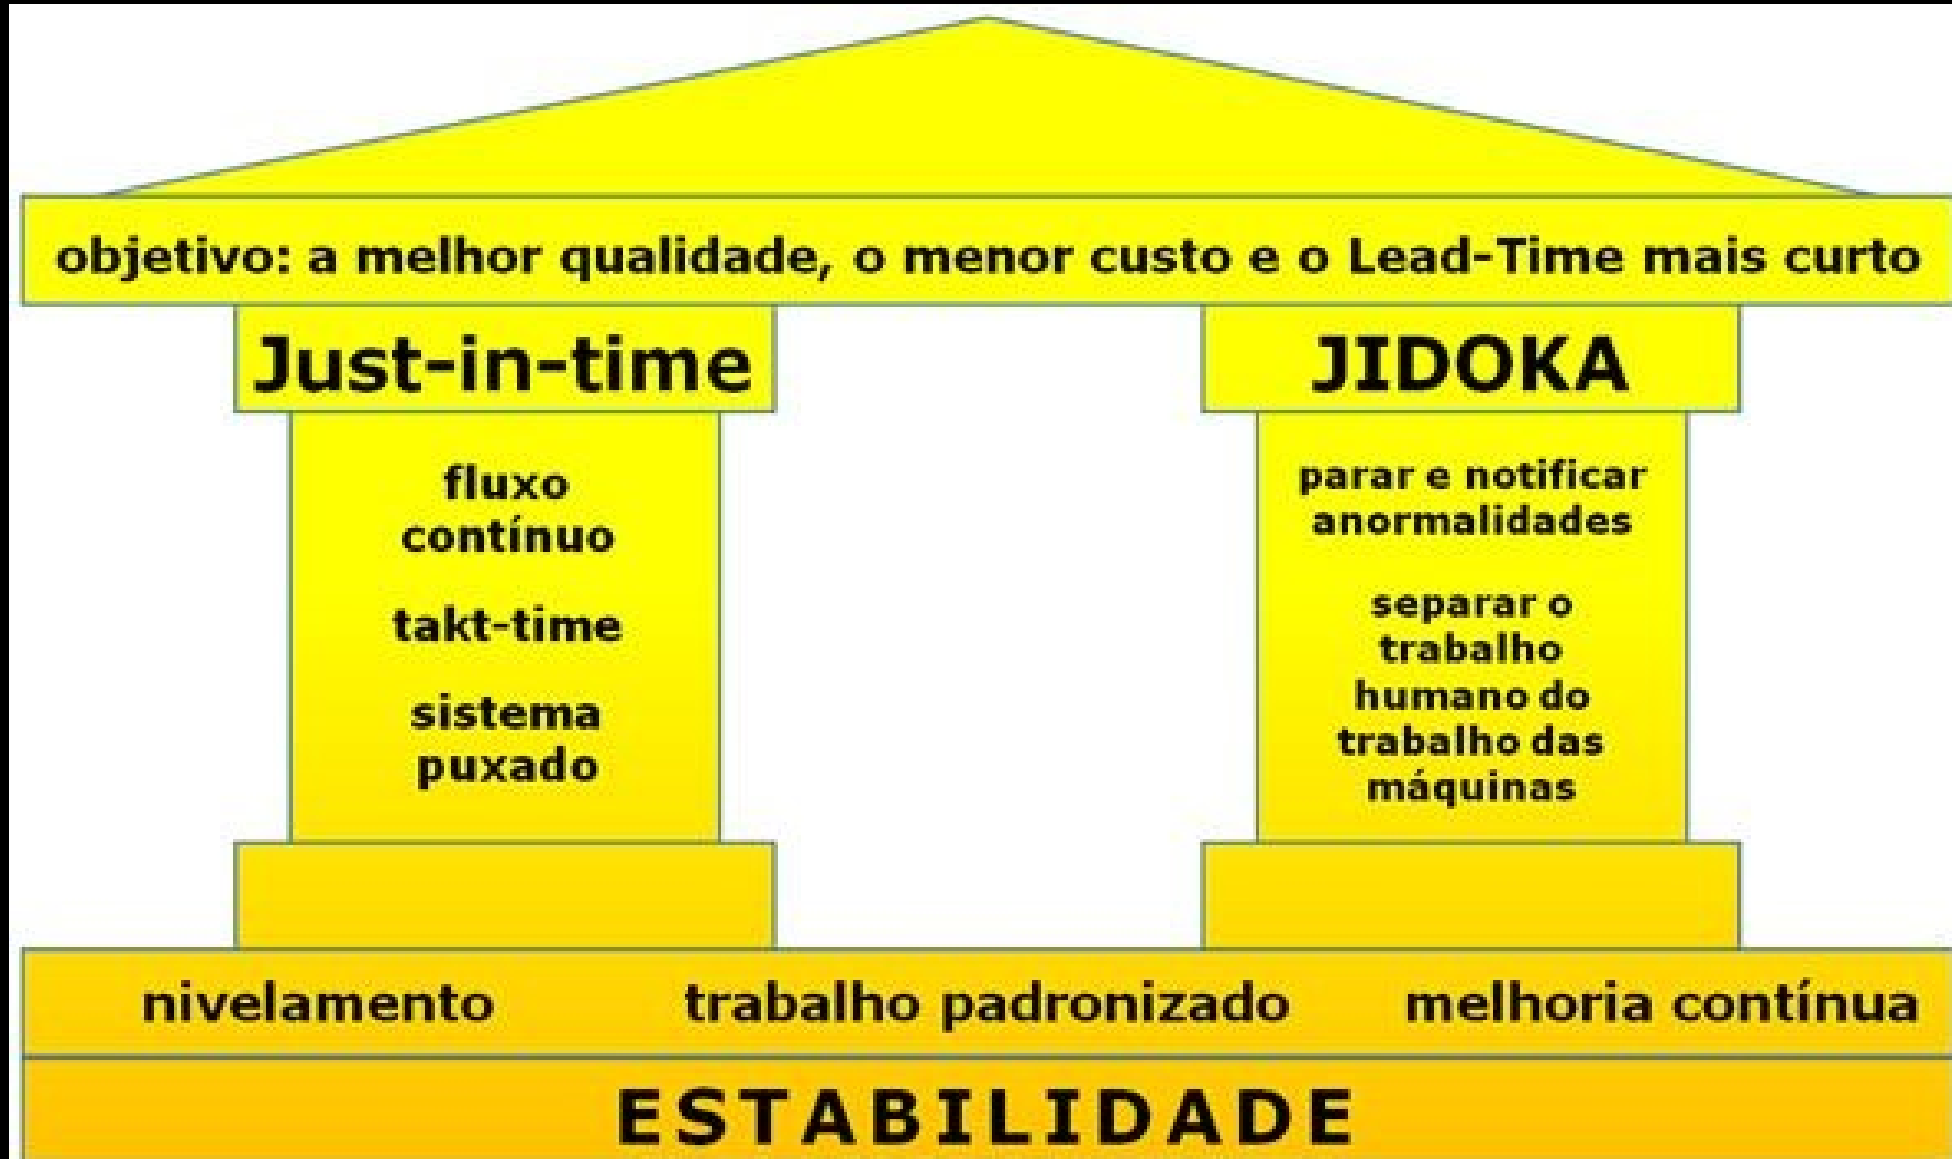 objetivo: a melhor qualidade, o menor custo e o Lead-Time mais curto
Just-in-time
fluxo
contínuo
takt-time
sistema
puxado
JIDOKA
parar e notificar
anormalidades
separar o
trabalho
humano do
trabalho das
máquinas
nivelamento trabalho padronizado melhoria contínua
ESTABILIDADE